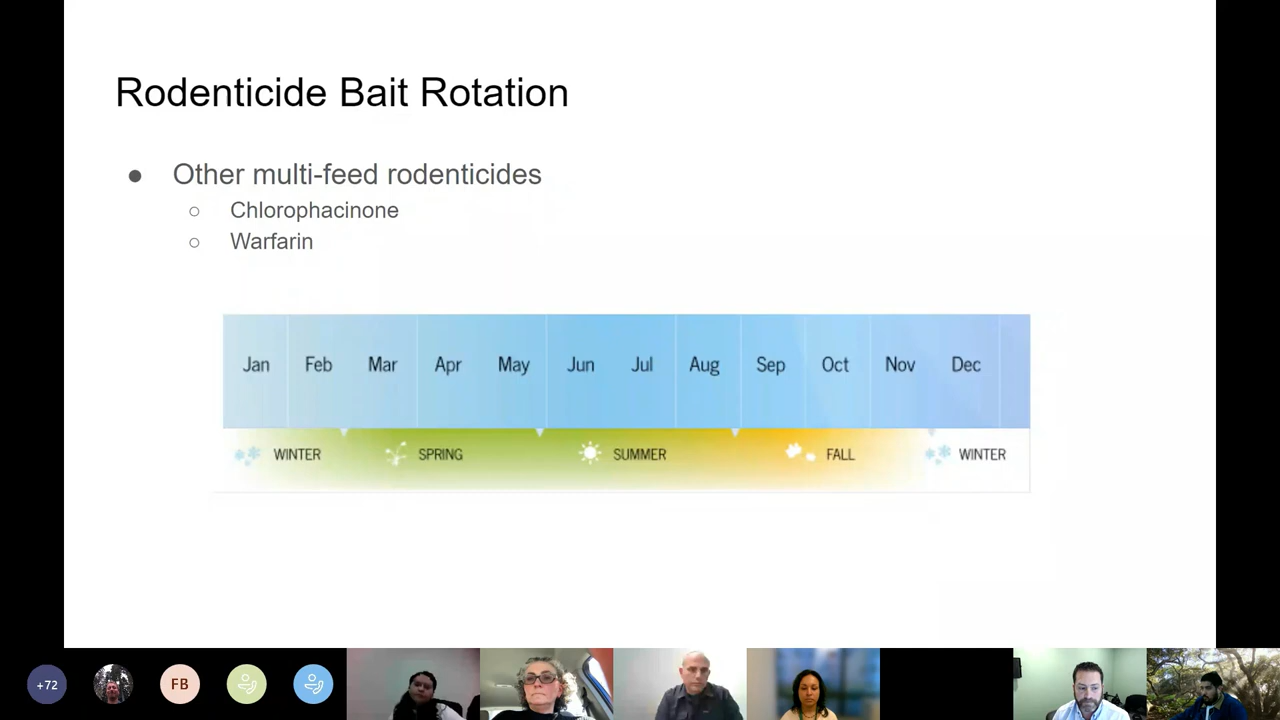 Rodenticide Bait Rotation
● Other multi-feed rodenticides
○ Chlorophacinone
○ Warfarin
Jan Feb Mar Apr May Jun Jul Aug Sep Oct Nov Dec
WINTER SPRING SUMMER FALL WINTER
+72 FB